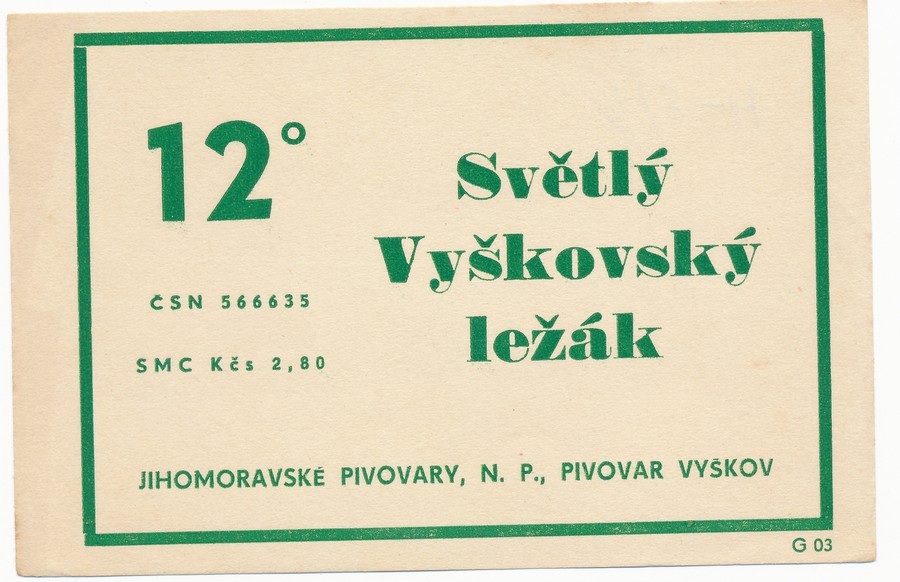 12°
Světlý
Vyškovský
ležák
ČSN 566635
SMC Kčs 2,80
JIHOMORAVSKÉ PIVOVARY, N. P., PIVOVAR VYŠKOV
G 03